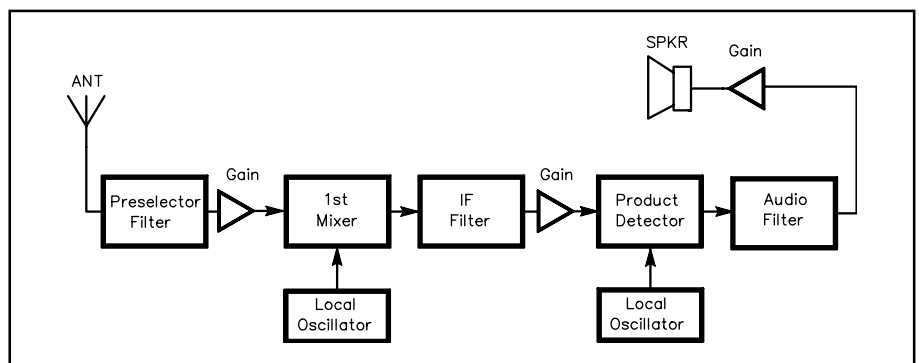 SPKR
Gain
ANT
Gain
Gain
Preselector
Filter
1st
Mixer
IF
Filter
Product
Detector
Audio
Filter
Local
Oscillator
Local
Oscillator